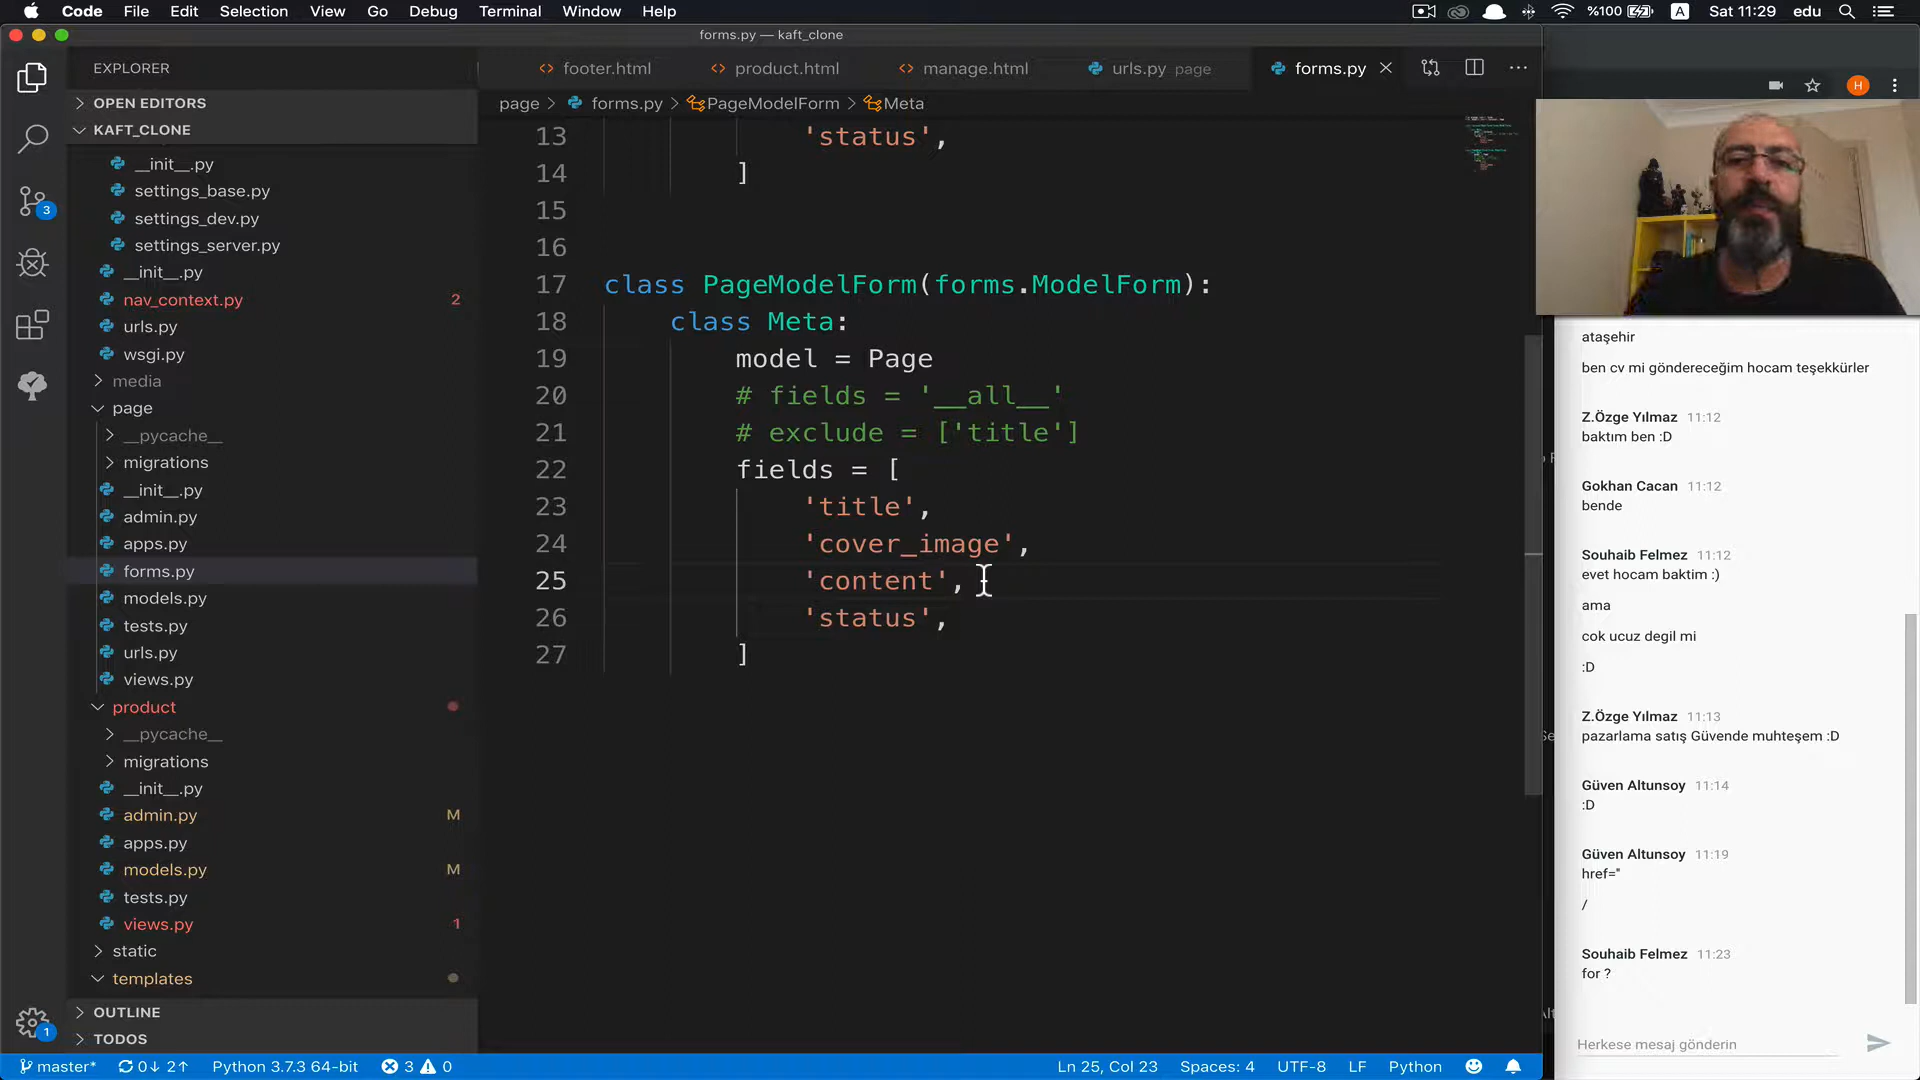 Code File Edit Selection View Go Debug Terminal Window Help %100 A Sat 11:29 edu
forms.py — kaft_clone
EXPLORER
footer.html product.html manage.html urls.py page forms.py
OPEN EDITORS
page forms.py PageModelForm Meta
KAFT_CLONE
__init__.py
settings_base.py
settings_dev.py
settings_server.py
__init__.py
nav_context.py 2
urls.py
wsgi.py
media
page
__pycache__
migrations
__init__.py
admin.py
apps.py
forms.py
models.py
tests.py
urls.py
views.py
product
__pycache__
migrations
__init__.py
admin.py M
apps.py
models.py M
tests.py
views.py 1
static
templates
OUTLINE
TODOS
3
1
13 'status',
14 ]
15
16
17 class PageModelForm(forms.ModelForm):
18 class Meta:
19 model = Page
20 # fields = '__all__'
21 # exclude = ['title']
22 fields = [
23 'title',
24 'cover_image',
25 'content',
26 'status',
27 ]
H
ataşehir
ben cv mi göndereceğim hocam teşekkürler
Z.Özge Yılmaz 11:12
baktım ben :D
Gokhan Cacan 11:12
bende
Souhaib Felmez 11:12
evet hocam baktim :)
ama
cok ucuz degil mi
:D
Z.Özge Yılmaz 11:13
pazarlama satış Güvende muhteşem :D
Güven Altunsoy 11:14
:D
Güven Altunsoy 11:19
href="
/
Souhaib Felmez 11:23
for ?
Herkese mesaj gönderin
master* 0↓ 2↑ Python 3.7.3 64-bit 3 0 Ln 25, Col 23 Spaces: 4 UTF-8 LF Python